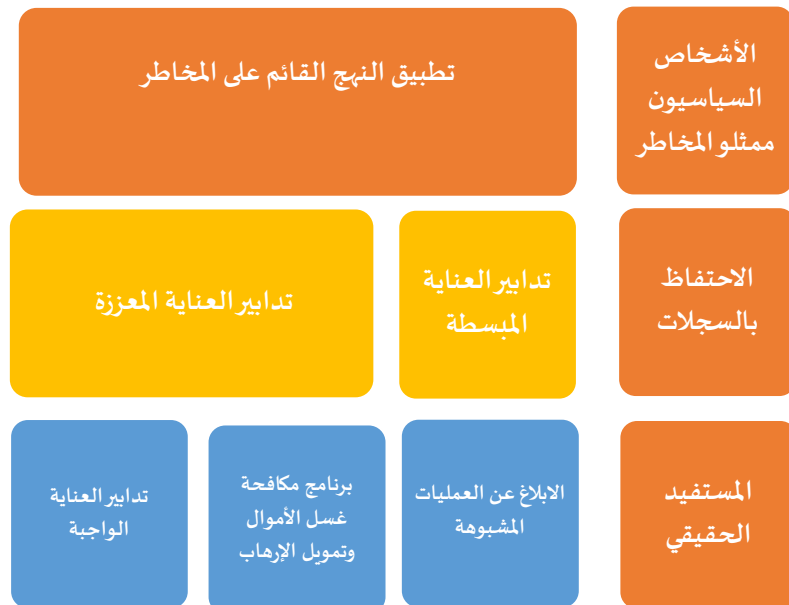 الأشخاص
السياسيون
ممثلو المخاطر
تطبيق النهج القائم على المخاطر
الاحتفاظ
بالسجلات
تدابير العناية
المبسطة
تدابير العناية المعززة
المستفيد
الحقيقي
الابلاغ عن العمليات
المشبوهة
برنامج مكافحة
غسل الأموال
وتمويل الإرهاب
تدابير العناية
الواجبة